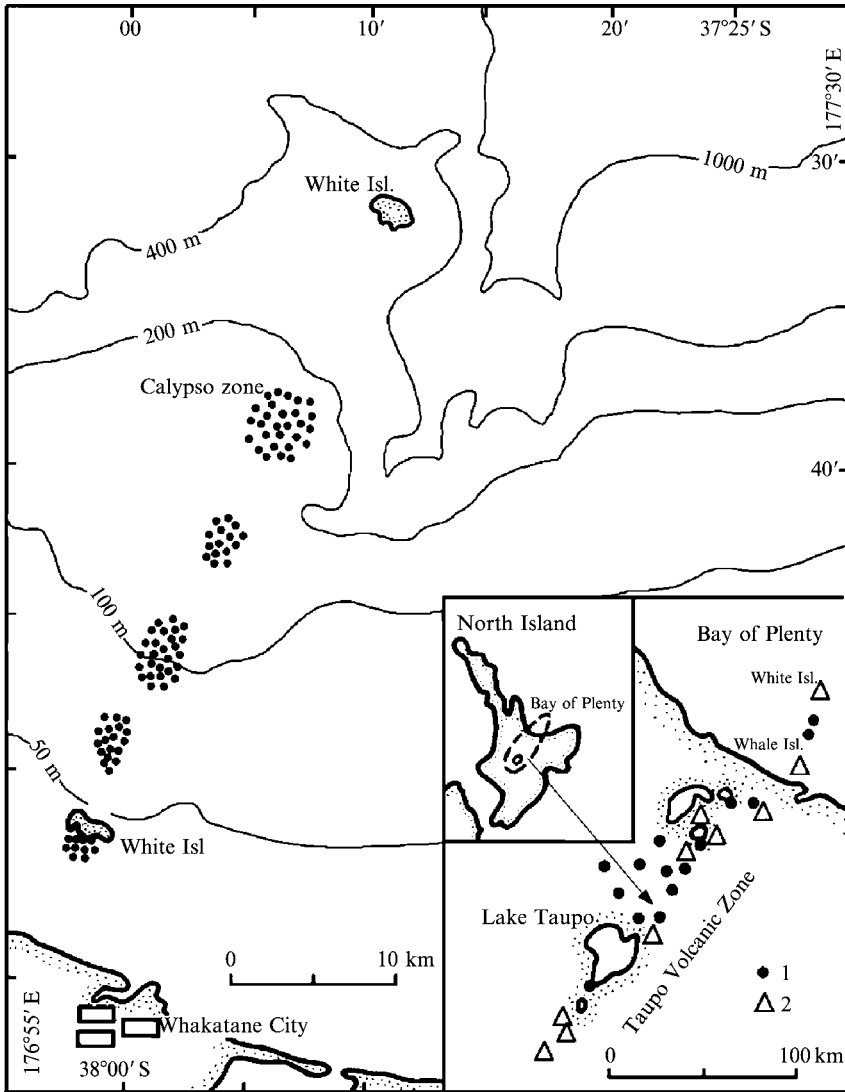 00
10′
20′
37°25′ S
177°30′ E
1000 m
30′
White Isl.
400 m
200 m
Calypso zone
40′
100 m
50 m
White Isl
0
10 km
176°55′ E
38°00′ S
Whakatane City
North Island
Bay of Plenty
Bay of Plenty
White Isl.
Whale Isl.
Lake Taupo
Taupo Volcanic Zone
1
2
0
100 km